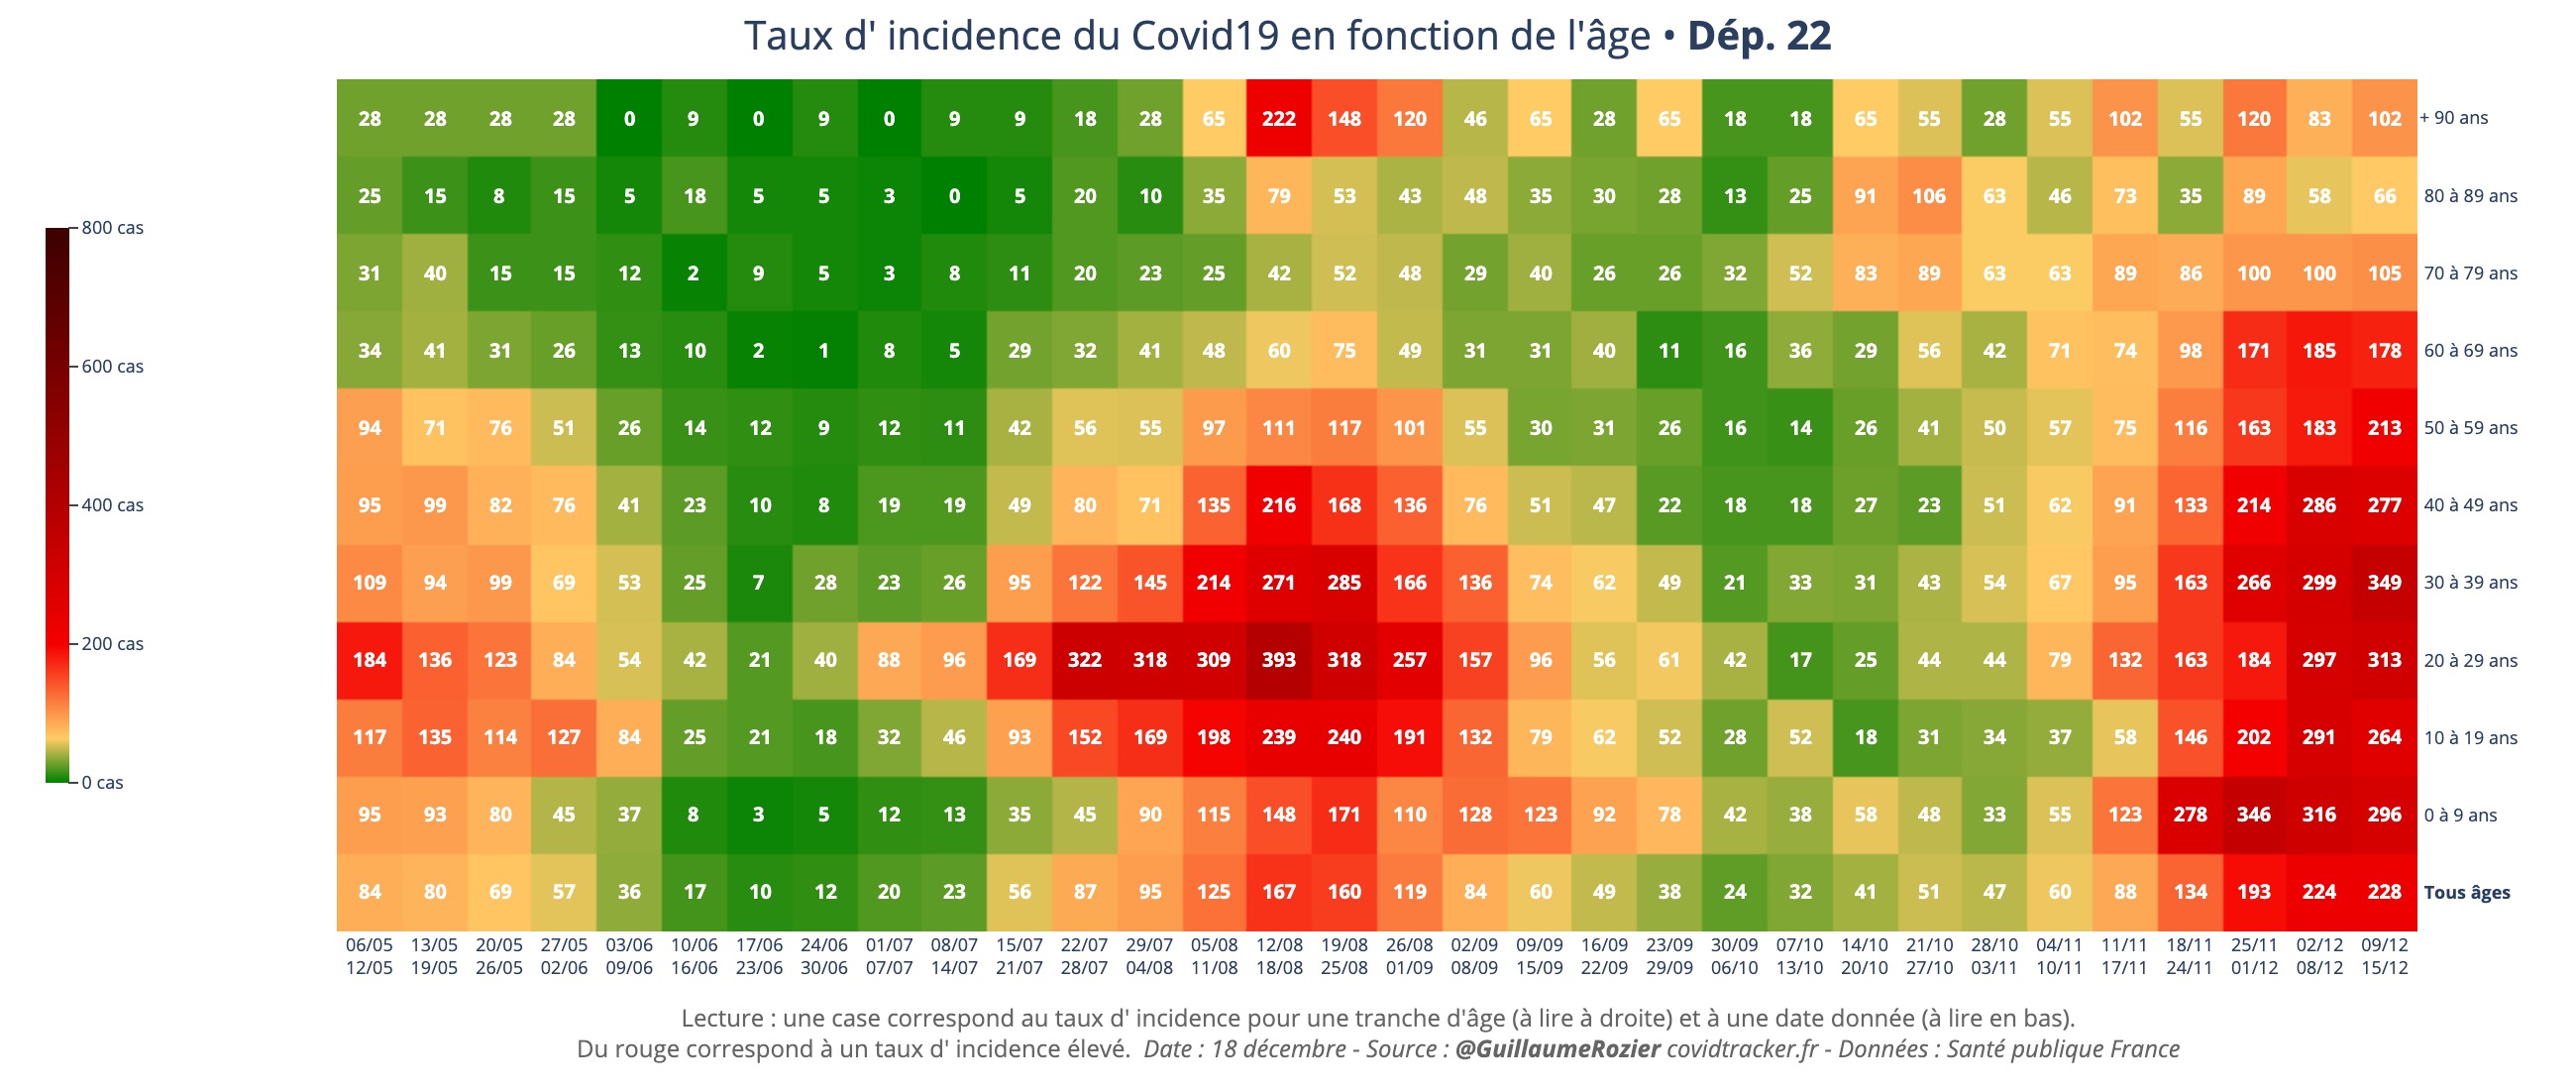 Taux d' incidence du Covid19 en fonction de l'âge • Dép. 22
800 cas
600 cas
400 cas
200 cas
0 cas
28 28 28 28 0 9 0 9 0 9 9 18 28 65 222 148 120 46 65 28 65 18 18 65 55 28 55 102 55 120 83 102 + 90 ans
25 15 8 15 5 18 5 5 3 0 5 20 10 35 79 53 43 48 35 30 28 13 25 91 106 63 46 73 35 89 58 66 80 à 89 ans
31 40 15 15 12 2 9 5 3 8 11 20 23 25 42 52 48 29 40 26 26 32 52 83 89 63 63 89 86 100 100 105 70 à 79 ans
34 41 31 26 13 10 2 1 8 5 29 32 41 48 60 75 49 31 31 40 11 16 36 29 56 42 71 74 98 171 185 178 60 à 69 ans
94 71 76 51 26 14 12 9 12 11 42 56 55 97 111 117 101 55 30 31 26 16 14 26 41 50 57 75 116 163 183 213 50 à 59 ans
95 99 82 76 41 23 10 8 19 19 49 80 71 135 216 168 136 76 51 47 22 18 18 27 23 51 62 91 133 214 286 277 40 à 49 ans
109 94 99 69 53 25 7 28 23 26 95 122 145 214 271 285 166 136 74 62 49 21 33 31 43 54 67 95 163 266 299 349 30 à 39 ans
184 136 123 84 54 42 21 40 88 96 169 322 318 309 393 318 257 157 96 56 61 42 17 25 44 44 79 132 163 184 297 313 20 à 29 ans
117 135 114 127 84 25 21 18 32 46 93 152 169 198 239 240 191 132 79 62 52 28 52 18 31 34 37 58 146 202 291 264 10 à 19 ans
95 93 80 45 37 8 3 5 12 13 35 45 90 115 148 171 110 128 123 92 78 42 38 58 48 33 55 123 278 346 316 296 0 à 9 ans
84 80 69 57 36 17 10 12 20 23 56 87 95 125 167 160 119 84 60 49 38 24 32 41 51 47 60 88 134 193 224 228 Tous âges
06/05 13/05 20/05 27/05 03/06 10/06 17/06 24/06 01/07 08/07 15/07 22/07 29/07 05/08 12/08 19/08 26/08 02/09 09/09 16/09 23/09 30/09 07/10 14/10 21/10 28/10 04/11 11/11 18/11 25/11 02/12 09/12
12/05 19/05 26/05 02/06 09/06 16/06 23/06 30/06 07/07 14/07 21/07 28/07 04/08 11/08 18/08 25/08 01/09 08/09 15/09 22/09 29/09 06/10 13/10 20/10 27/10 03/11 10/11 17/11 24/11 01/12 08/12 15/12
Lecture : une case correspond au taux d' incidence pour une tranche d'âge (à lire à droite) et à une date donnée (à lire en bas).
Du rouge correspond à un taux d' incidence élevé. Date : 18 décembre - Source : @GuillaumeRozier covidtracker.fr - Données : Santé publique France